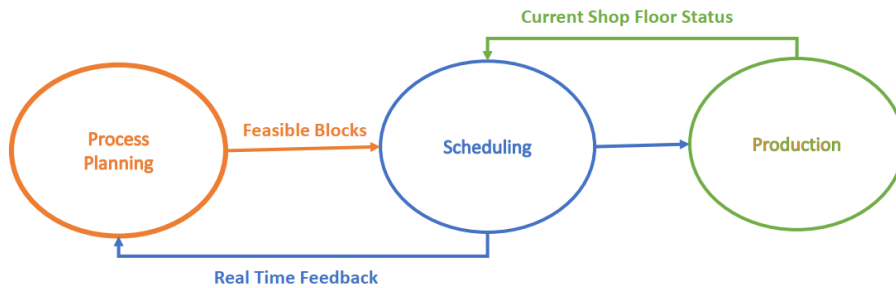 Current Shop Floor Status
Process
Planning
Feasible Blocks
Scheduling
Production
Real Time Feedback